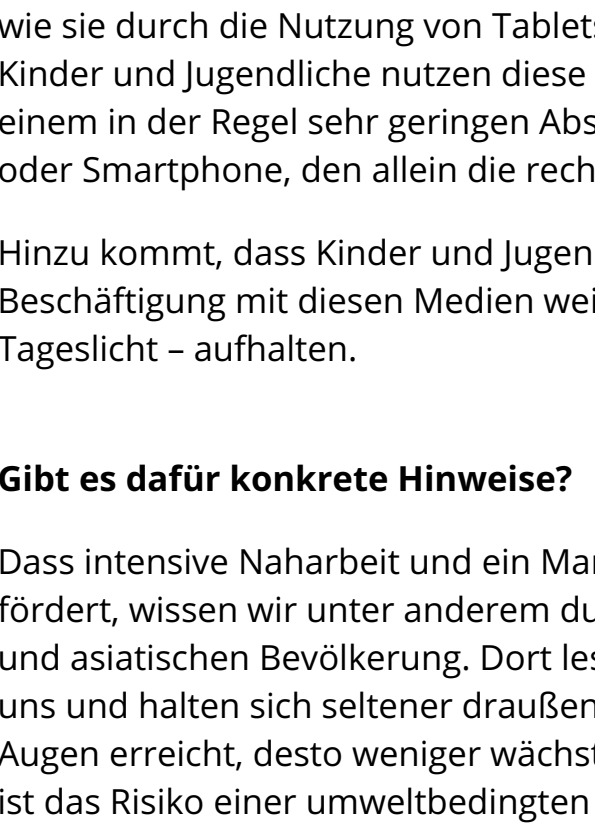 wie sie durch die Nutzung von Tablets
Kinder und Jugendliche nutzen diese
einem in der Regel sehr geringen Abs
oder Smartphone, den allein die rech
Hinzu kommt, dass Kinder und Jugen
Beschäftigung mit diesen Medien wei
Tageslicht – aufhalten.
Gibt es dafür konkrete Hinweise?
Dass intensive Naharbeit und ein Man
fördert, wissen wir unter anderem du
und asiatischen Bevölkerung. Dort les
uns und halten sich seltener draußen
Augen erreicht, desto weniger wächst
ist das Risiko einer umweltbedingten